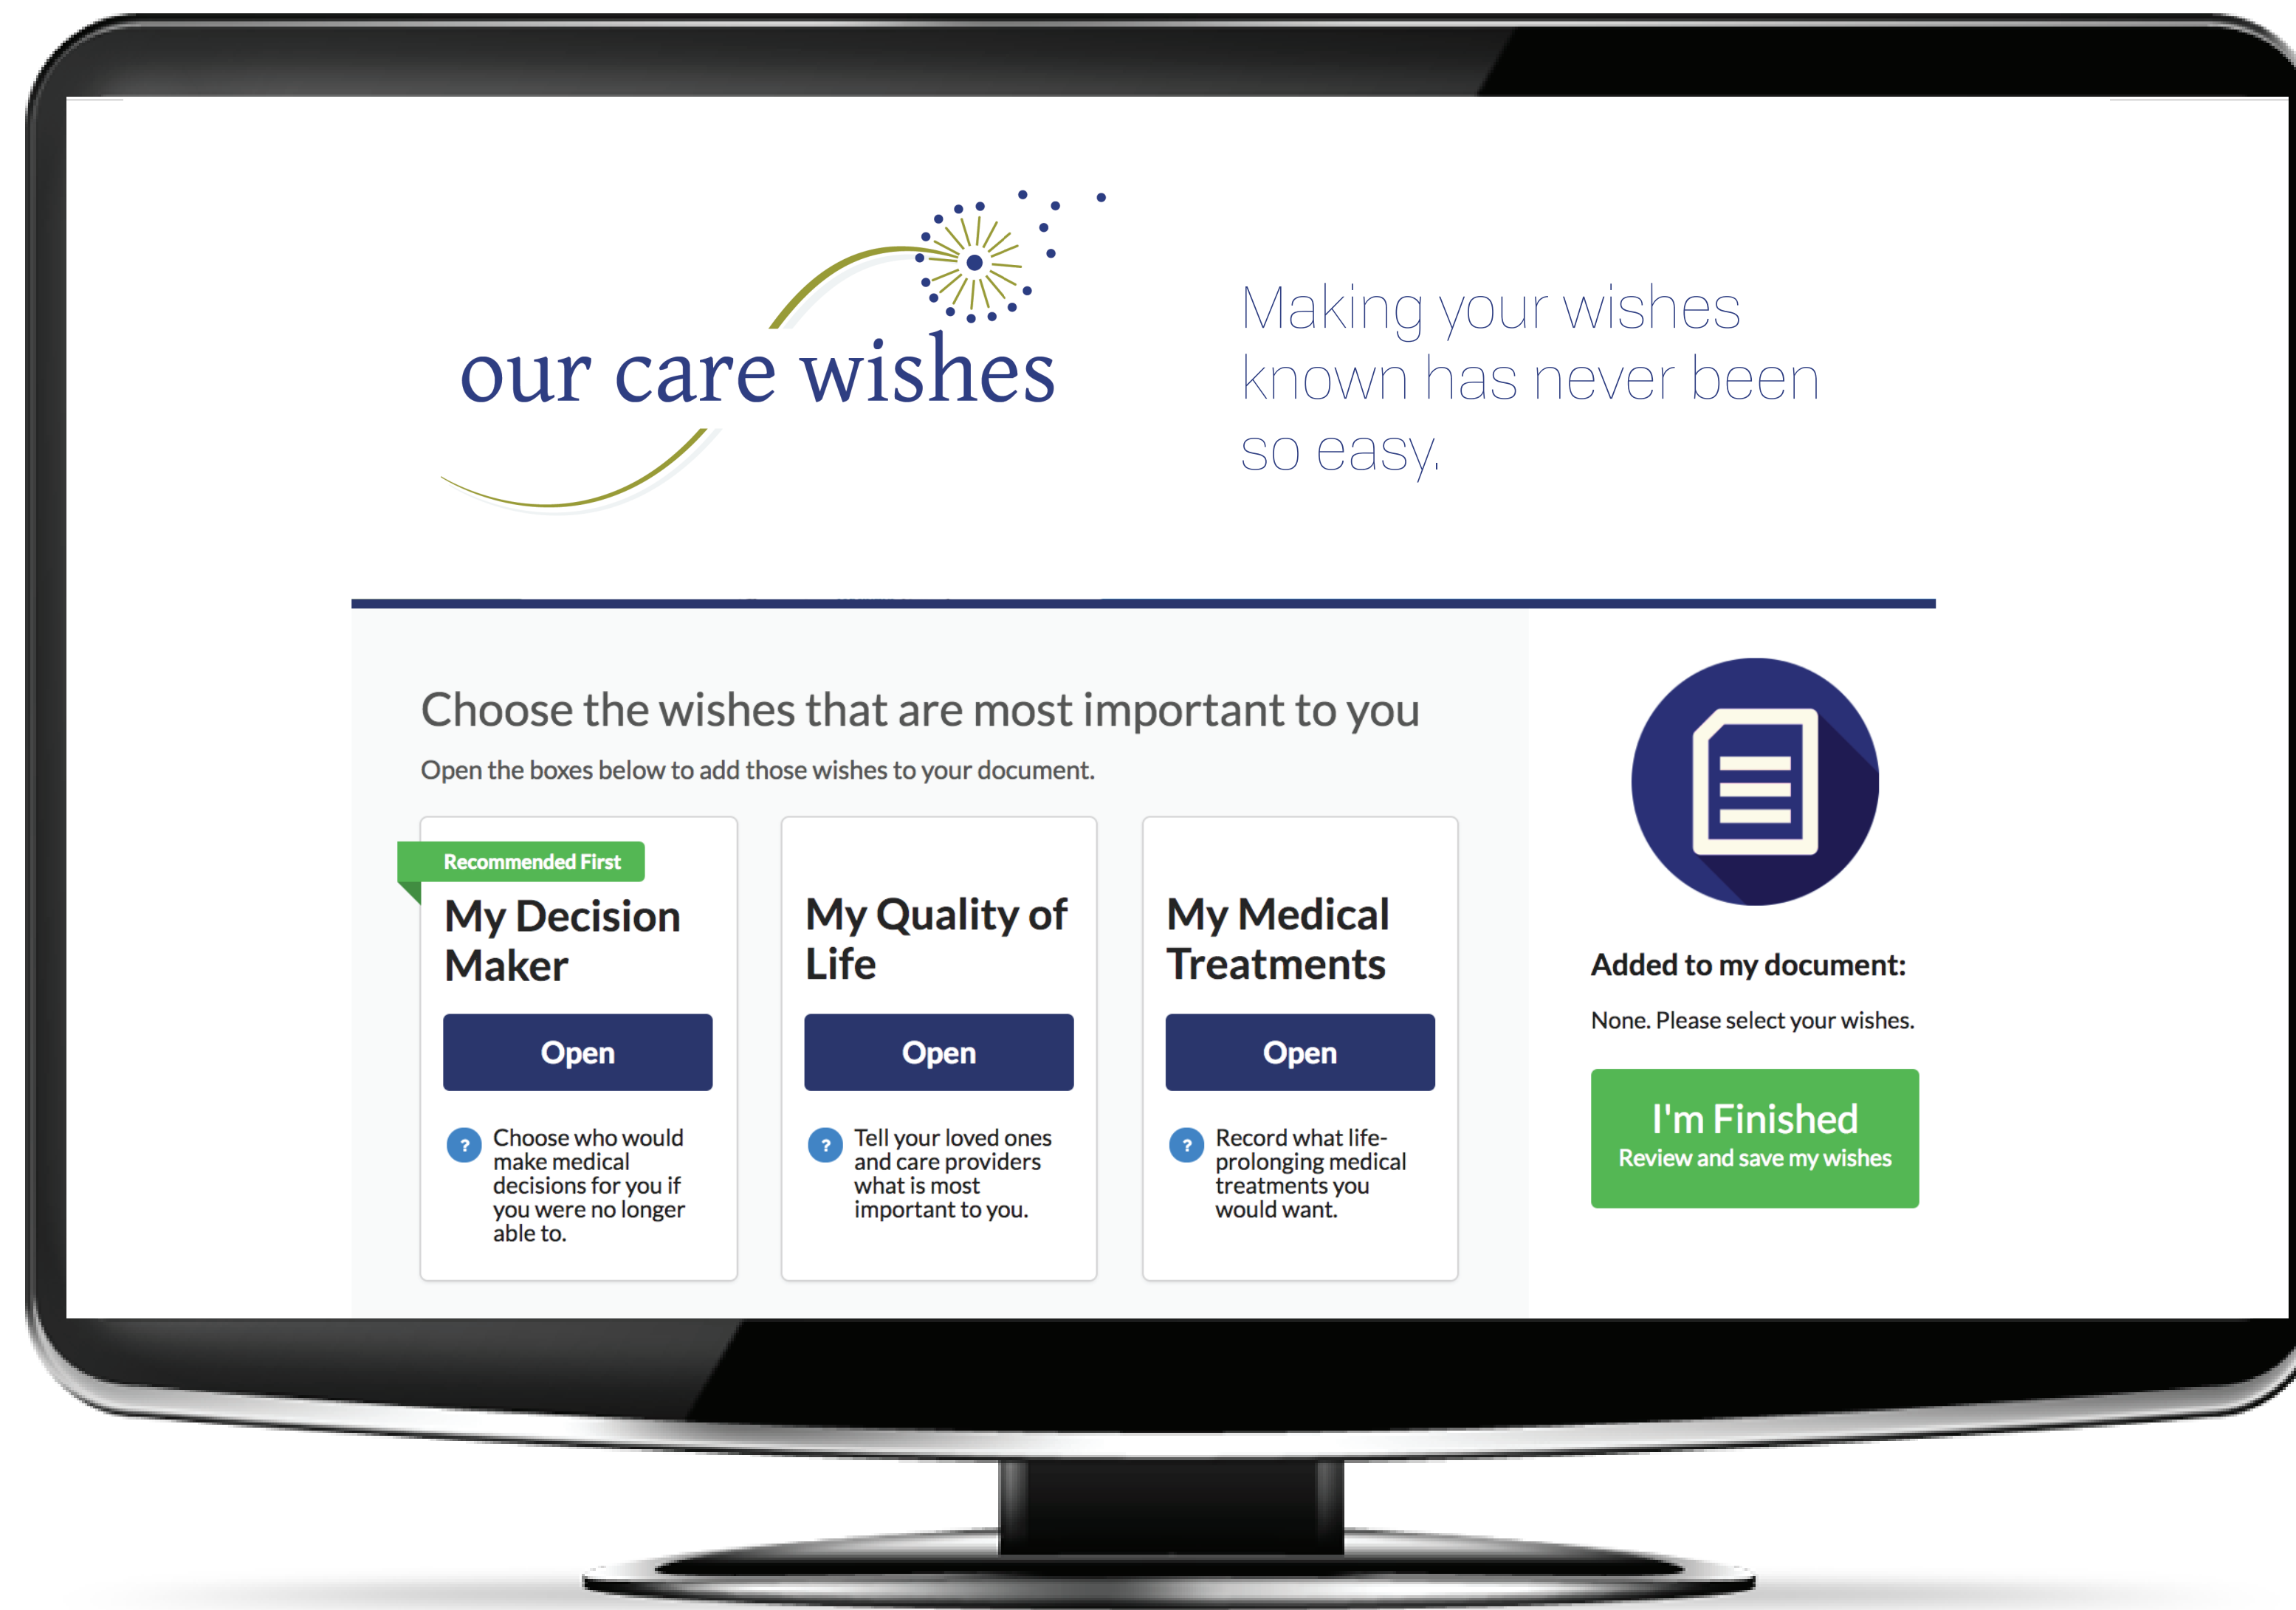 our care wishes
Making your wishes
known has never been
so easy.
Choose the wishes that are most important to you
Open the boxes below to add those wishes to your document.
Recommended First
My Decision
Maker
Open
?
Choose who would
make medical
decisions for you if
you were no longer
able to.
My Quality of
Life
Open
?
Tell your loved ones
and care providers
what is most
important to you.
My Medical
Treatments
Open
?
Record what life-
prolonging medical
treatments you
would want.
Added to my document:
None. Please select your wishes.
I'm Finished
Review and save my wishes